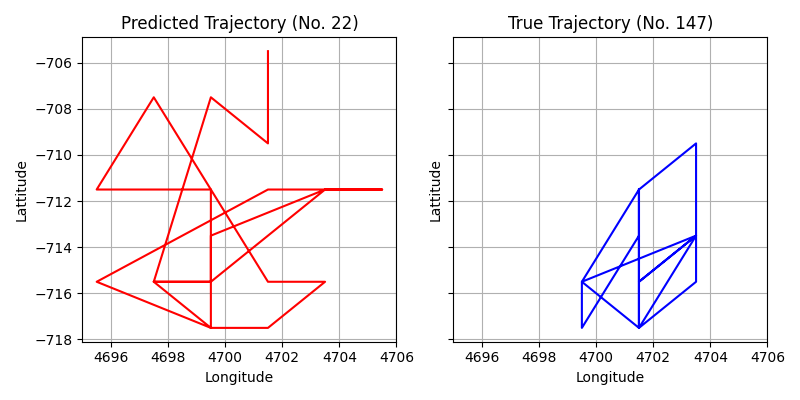 Predicted Trajectory (No. 22)
True Trajectory (No. 147)
−706
−708
−710
−712
−714
−716
−718
Lattitude
Lattitude
4696 4698 4700 4702 4704 4706
4696 4698 4700 4702 4704 4706
Longitude
Longitude